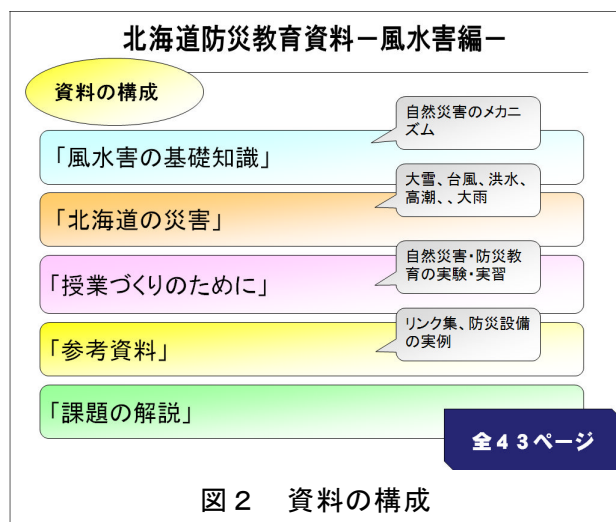 北海道防災教育資料－風水害編－
資料の構成
自然災害のメカニ
ズム
「風水害の基礎知識」
大雪、台風、洪水、
高潮、、大雨
「北海道の災害」
自然災害・防災教
育の実験・実習
「授業づくりのために」
リンク集、防災設備
の実例
「参考資料」
「課題の解説」
全４３ページ
図２　資料の構成